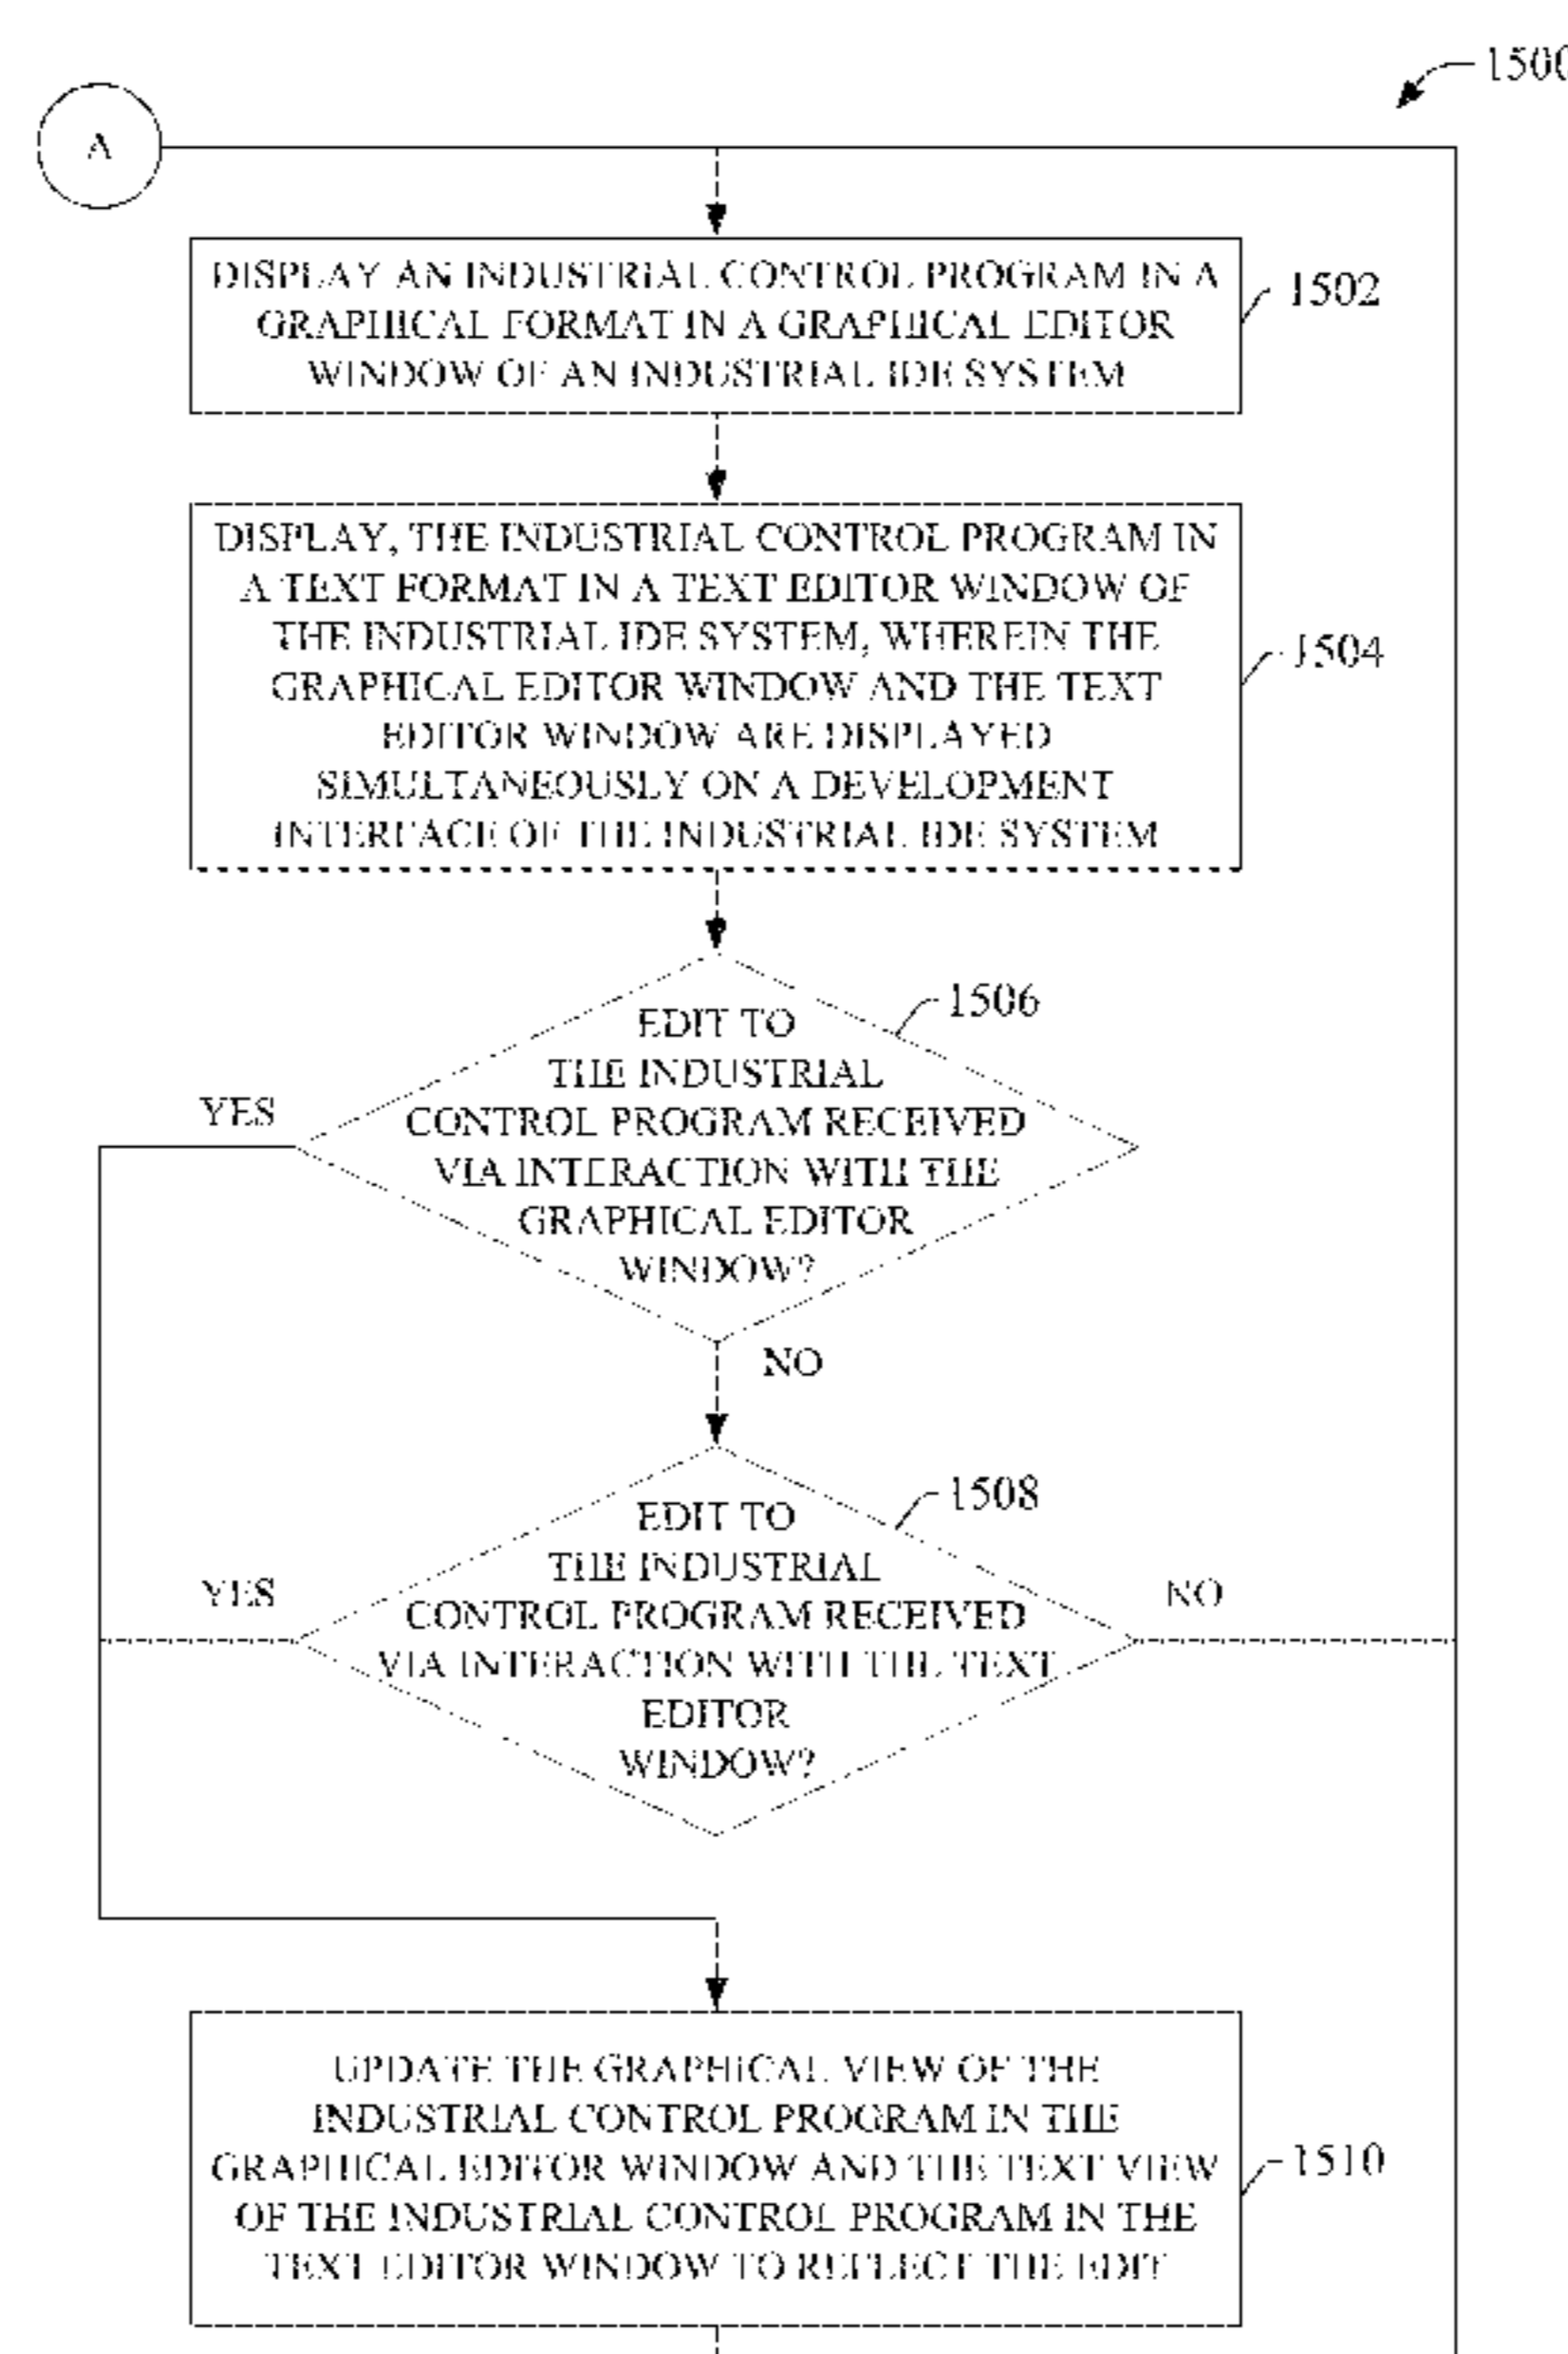 1500
A
DISPLAY AN INDUSTRIAL CONTROL PROGRAM IN A
GRAPHICAL FORMAT IN A GRAPHICAL EDITOR
WINDOW OF AN INDUSTRIAL IDE SYSTEM
1502
DISPLAY, THE INDUSTRIAL CONTROL PROGRAM IN
A TEXT FORMAT IN A TEXT EDITOR WINDOW OF
THE INDUSTRIAL IDE SYSTEM, WHEREIN THE
GRAPHICAL EDITOR WINDOW AND THE TEXT
EDITOR WINDOW ARE DISPLAYED
SIMULTANEOUSLY ON A DEVELOPMENT
INTERFACE OF THE INDUSTRIAL IDE SYSTEM
1504
EDIT TO
THE INDUSTRIAL
CONTROL PROGRAM RECEIVED
VIA INTERACTION WITH THE
GRAPHICAL EDITOR
WINDOW?
1506
YES
NO
EDIT TO
THE INDUSTRIAL
CONTROL PROGRAM RECEIVED
VIA INTERACTION WITH THE TEXT
EDITOR
WINDOW?
1508
YES
NO
UPDATE THE GRAPHICAL VIEW OF THE
INDUSTRIAL CONTROL PROGRAM IN THE
GRAPHICAL EDITOR WINDOW AND THE TEXT VIEW
OF THE INDUSTRIAL CONTROL PROGRAM IN THE
TEXT EDITOR WINDOW TO REFLECT THE EDIT
1510